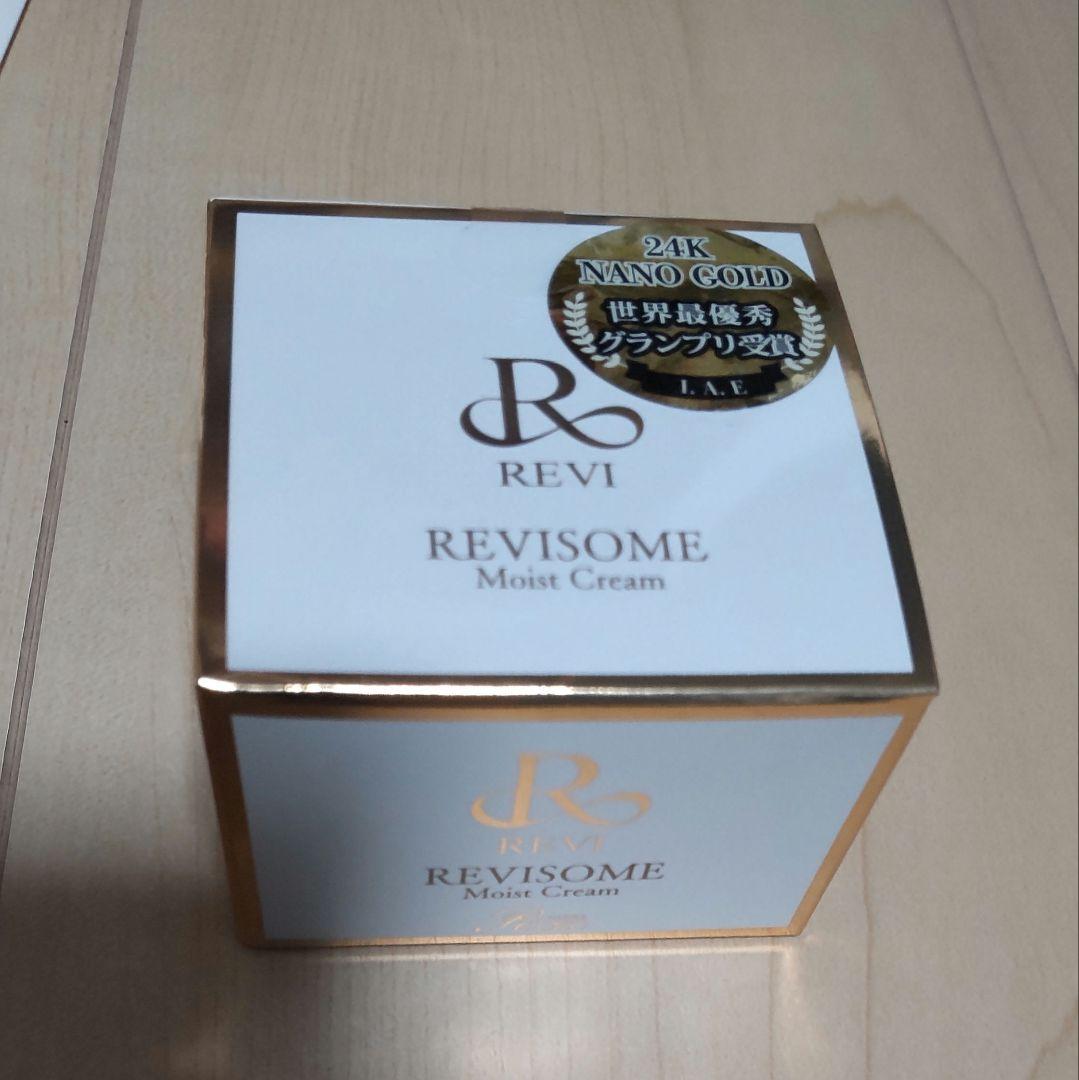 24K
NANO GOLD
世界最優秀
グランプリ受賞
I. A. E
R
REVI
REVISOME
Moist Cream
R
REVI
REVISOME
Moist Cream